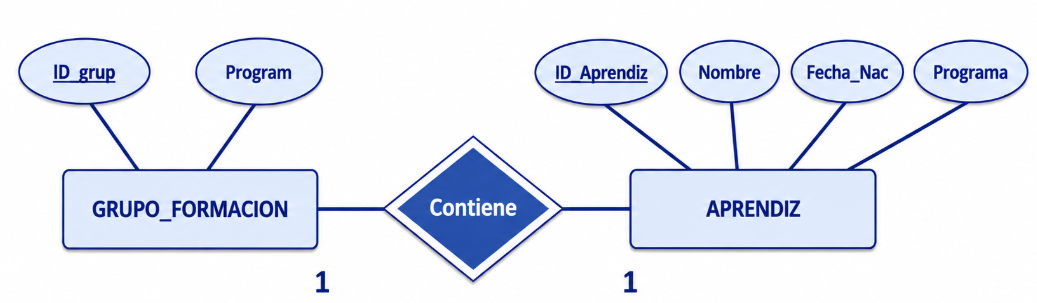 ID_grup
Program
ID_Aprendiz
Nombre
Fecha_Nac
Programa
GRUPO_FORMACION
Contiene
APRENDIZ
1
1